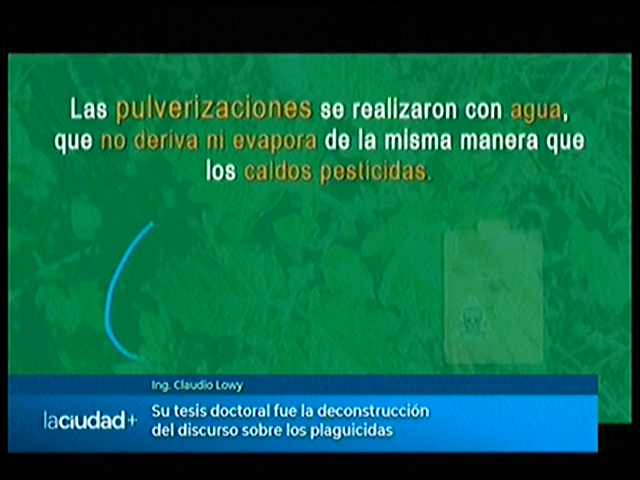 Las pulverizaciones se realizaron con agua,
que no deriva ni evapora de la misma manera que
los caldos pesticidas.
Ing. Claudio Lowy
laciudad+
Su tesis doctoral fue la deconstrucción
del discurso sobre los plaguicidas